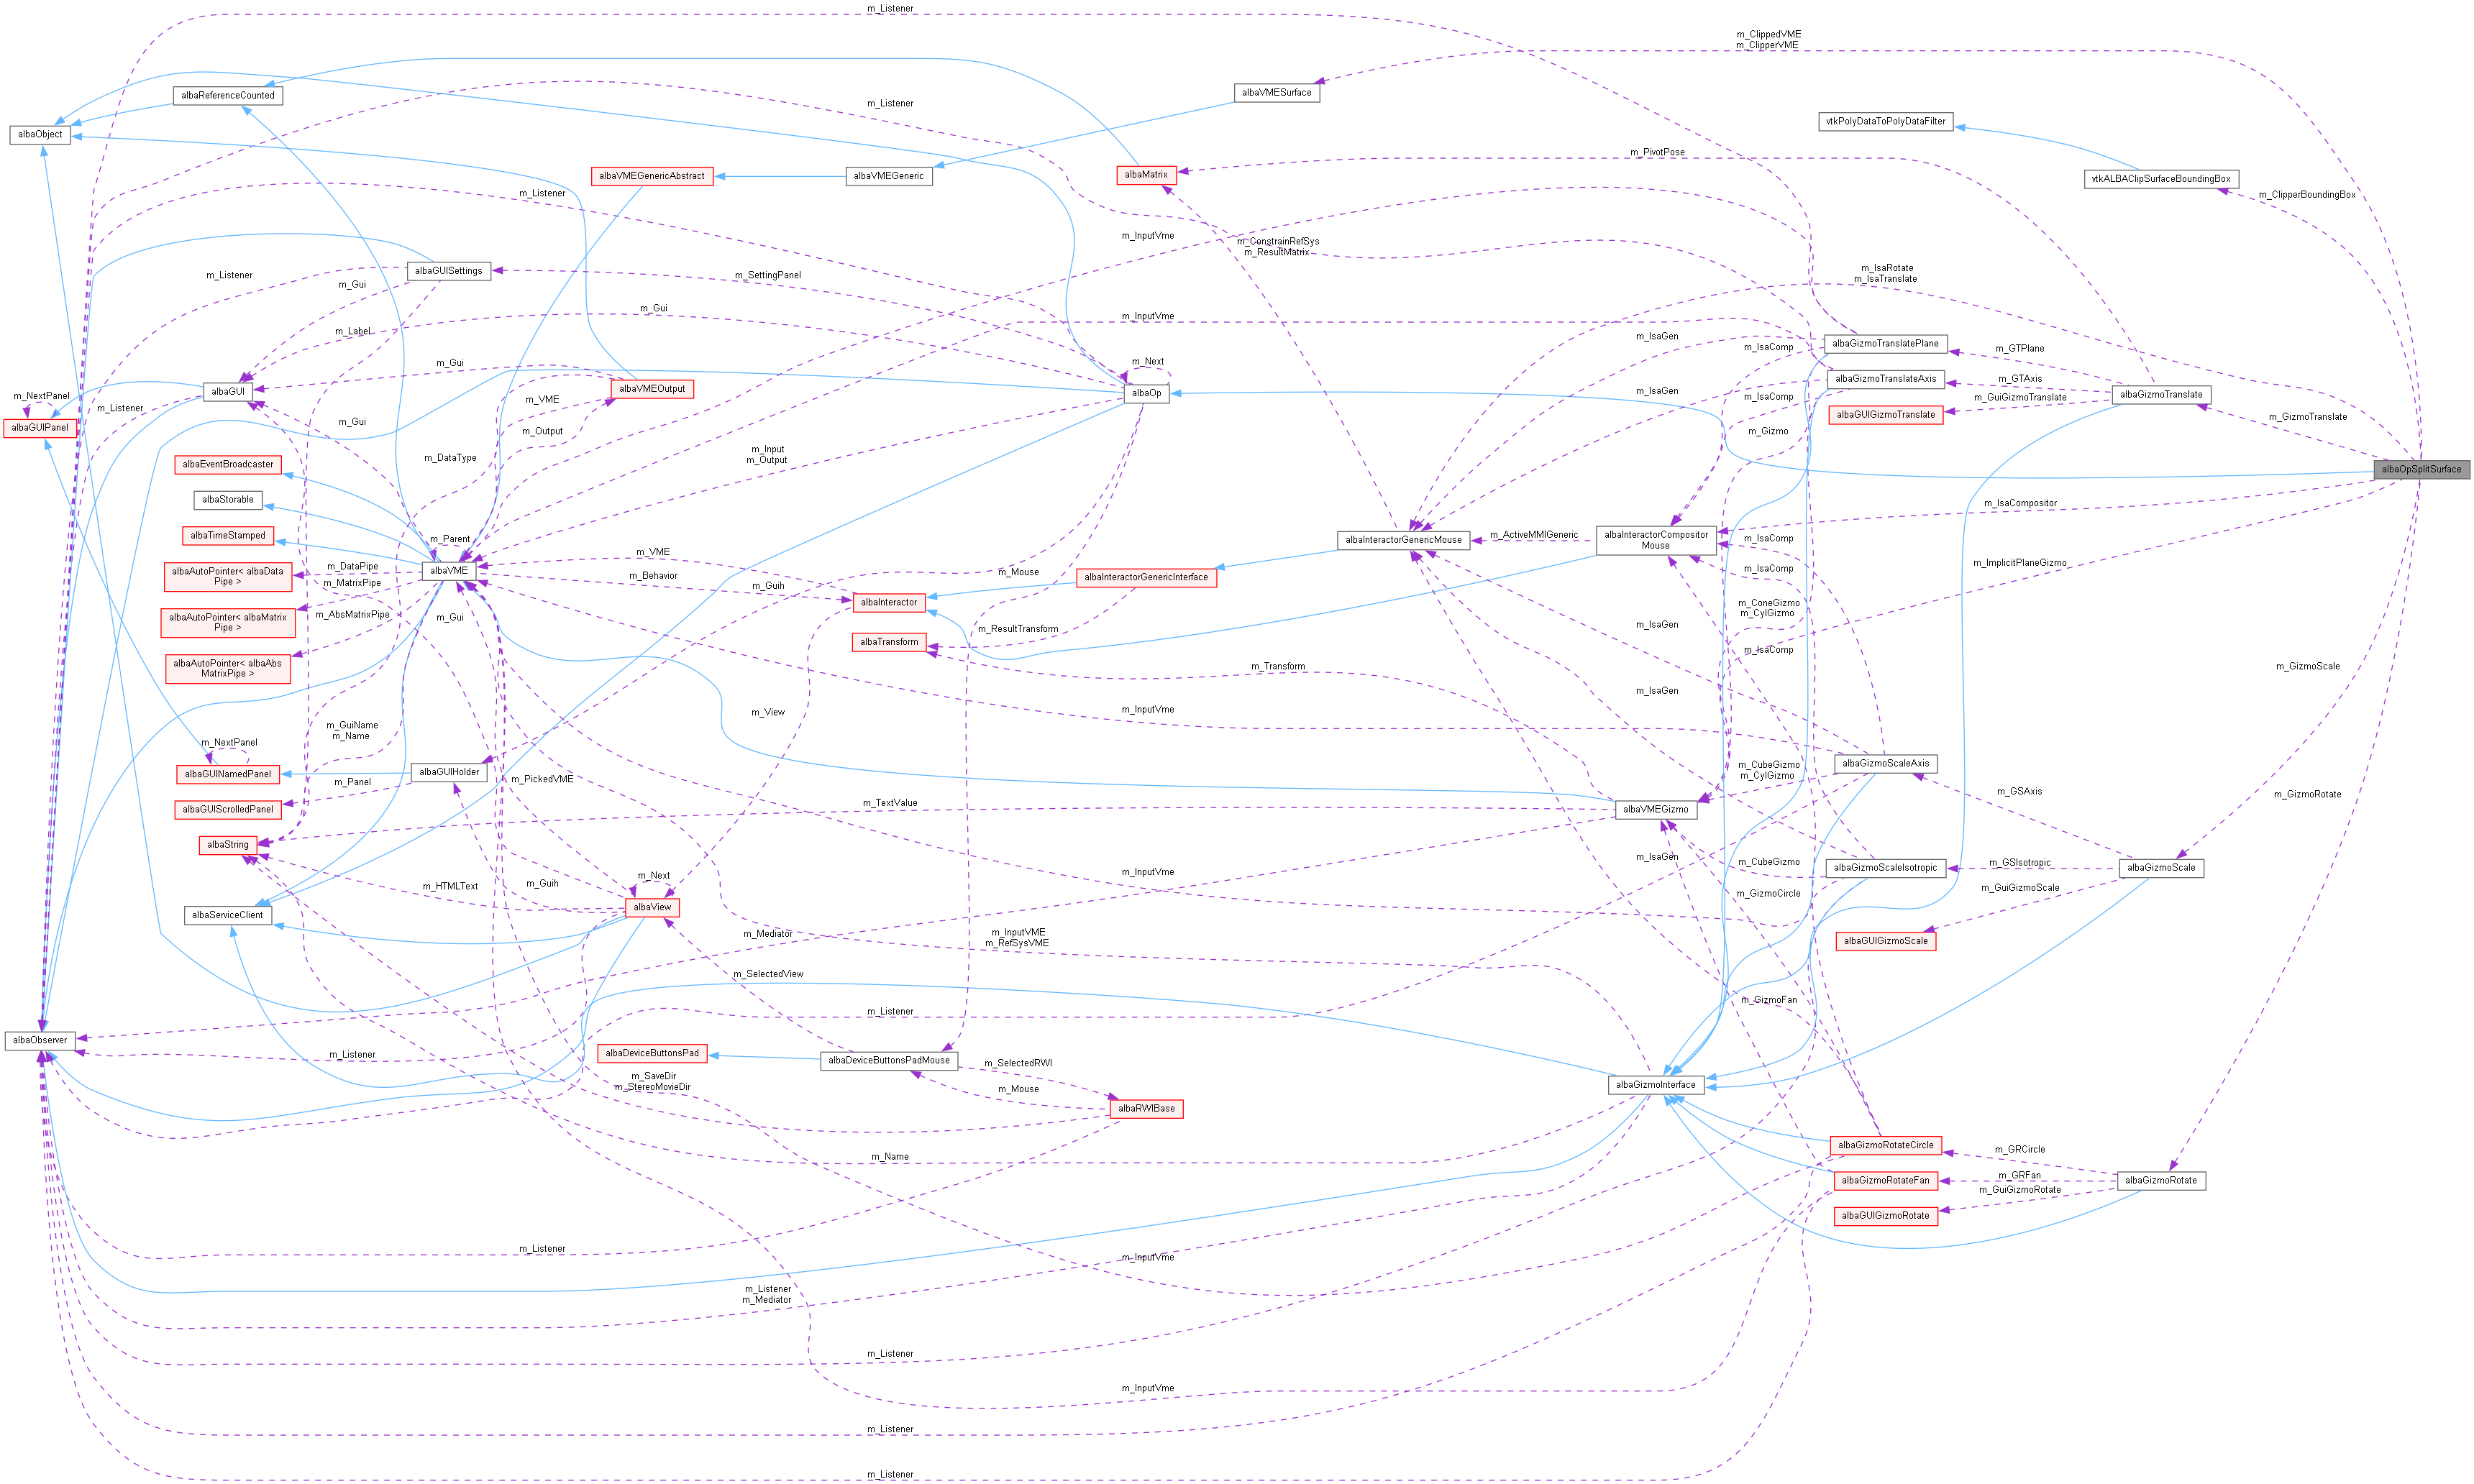 m_Listener
m_ClippedVME
m_ClipperVME
albaReferenceCounted
albaVMESurface
m_Listener
albaObject
vtkPolyDataToPolyDataFilter
m_PivotPose
albaVMEGenericAbstract
albaVMEGeneric
albaMatrix
vtkALBAClipSurfaceBoundingBox
m_Listener
m_ClipperBoundingBox
m_InputVme
m_ConstrainRefSys
m_ResultMatrix
albaGUISettings
m_Listener
m_SettingPanel
m_IsaRotate
m_IsaTranslate
m_Gui
m_Gui
m_InputVme
m_Label
m_IsaGen
m_IsaComp
albaGizmoTranslatePlane
m_GTPlane
m_Gui
m_Next
m_NextPanel
albaGUI
albaVMEOutput
albaOp
m_IsaGen
m_IsaComp
albaGizmoTranslateAxis
m_GTAxis
albaGizmoTranslate
m_GuiGizmoTranslate
albaGUIGizmoTranslate
m_GizmoTranslate
albaGUIPanel
m_Listener
m_Gui
m_VME
m_Output
m_Gizmo
m_DataType
m_Input
m_Output
albaEventBroadcaster
albaOpSplitSurface
albaStorable
m_IsaCompositor
albaTimeStamped
m_Parent
m_VME
albaInteractorGenericMouse
m_ActiveMMIGeneric
albaInteractorCompositor
Mouse
m_IsaComp
m_ImplicitPlaneGizmo
albaAutoPointer< albaData
Pipe >
m_DataPipe
m_MatrixPipe
albaVME
m_Behavior
m_Guih
m_Mouse
albaInteractorGenericInterface
m_IsaComp
albaAutoPointer< albaMatrix
Pipe >
m_AbsMatrixPipe
m_Gui
albaInteractor
m_ResultTransform
m_ConeGizmo
m_CylGizmo
m_IsaGen
albaTransform
m_IsaComp
albaAutoPointer< albaAbs
MatrixPipe >
m_Transform
m_GizmoScale
m_IsaGen
m_View
m_InputVme
m_GuiName
m_Name
albaGUINamedPanel
m_NextPanel
albaGUIHolder
m_PickedVME
m_CubeGizmo
m_CylGizmo
albaGizmoScaleAxis
m_Panel
albaGUIScrolledPanel
m_TextValue
albaVMEGizmo
m_GSAxis
m_GizmoRotate
albaString
m_IsaGen
m_CubeGizmo
albaGizmoScaleIsotropic
m_GSIsotropic
albaGizmoScale
m_HTMLText
m_Guih
m_Next
m_InputVme
m_GizmoCircle
m_GuiGizmoScale
albaServiceClient
albaView
m_Mediator
m_InputVME
m_RefSysVME
albaGUIGizmoScale
m_SelectedView
m_GizmoFan
m_Listener
albaObserver
m_Listener
albaDeviceButtonsPad
albaDeviceButtonsPadMouse
m_SelectedRWI
albaGizmoInterface
m_SaveDir
m_StereoMovieDir
m_Mouse
albaRWIBase
m_Name
albaGizmoRotateCircle
m_GRCircle
albaGizmoRotateFan
m_GRFan
albaGizmoRotate
m_GuiGizmoRotate
albaGUIGizmoRotate
m_Listener
m_InputVme
m_Listener
m_Mediator
m_Listener
m_InputVme
m_Listener
m_Listener